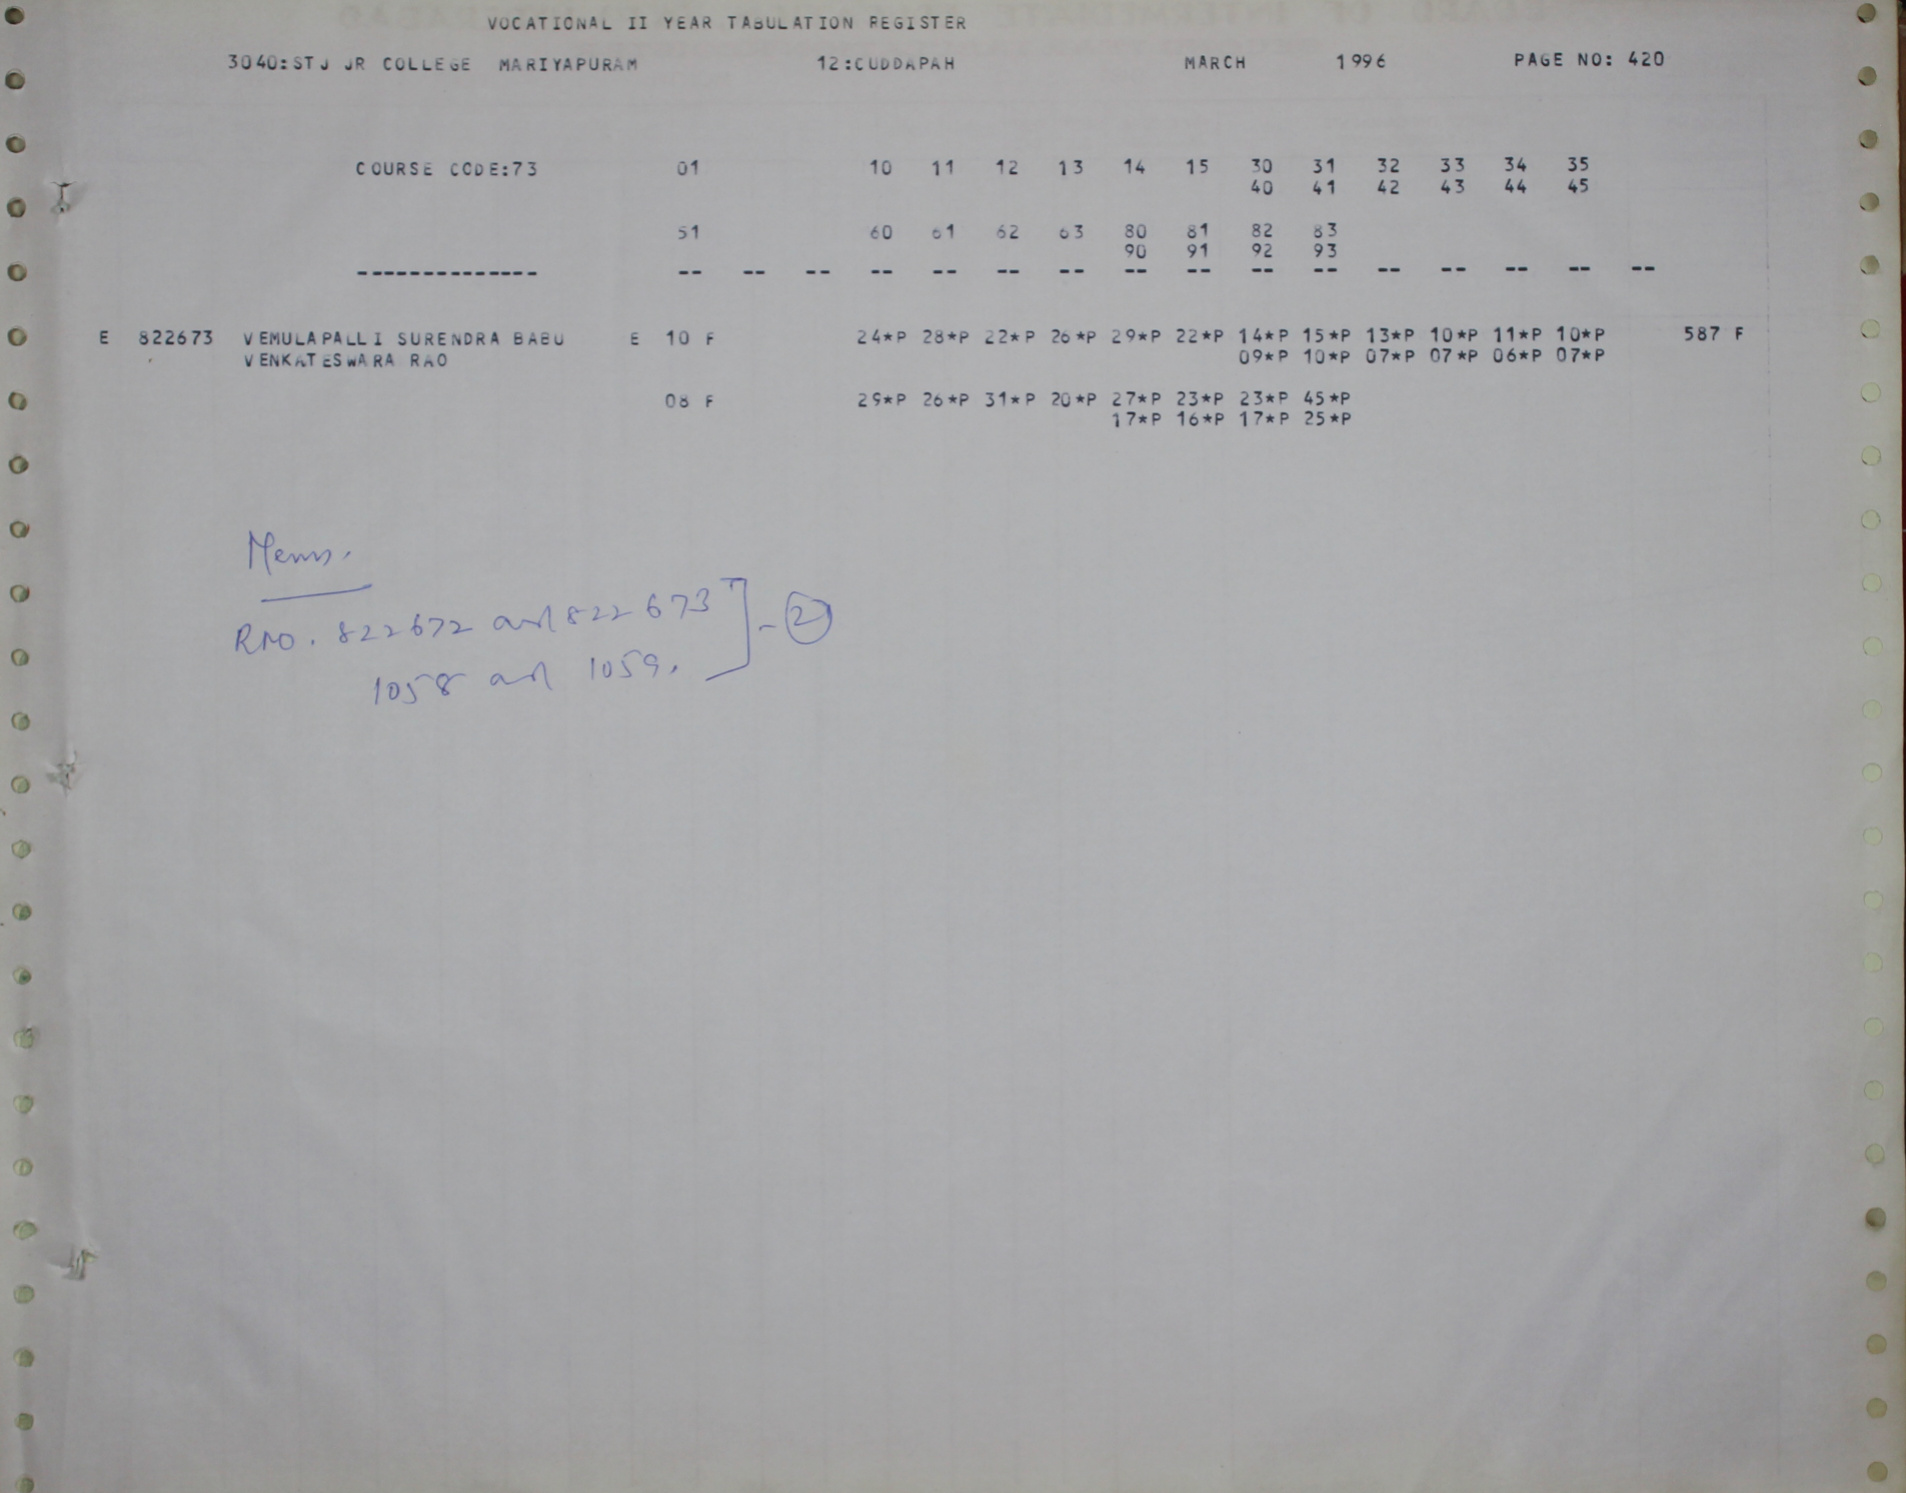 VOCATIONAL II YEAR TABULATION REGISTER
3040:STJ JR COLLEGE MARIYAPURAM 12:CUDDAPAH MARCH 1996 PAGE NO: 420
COURSE CODE:73 01 10 11 12 13 14 15 30 31 32 33 34 35
40 41 42 43 44 45
51 60 61 62 63 80 81 82 83
90 91 92 93
-------------- -- -- -- -- -- -- -- -- -- -- -- -- -- -- -- --
E 822673 VEMULAPALLI SURENDRA BABU E 10 F 24*P 28*P 22*P 26*P 29*P 22*P 14*P 15*P 13*P 10*P 11*P 10*P 587 F
VENKATESWARA RAO 09*P 10*P 07*P 07*P 06*P 07*P
08 F 29*P 26*P 31*P 20*P 27*P 23*P 23*P 45*P
17*P 16*P 17*P 25*P
Memos.
RNO. 822672 and 822673 ] - 2
1058 and 1059.